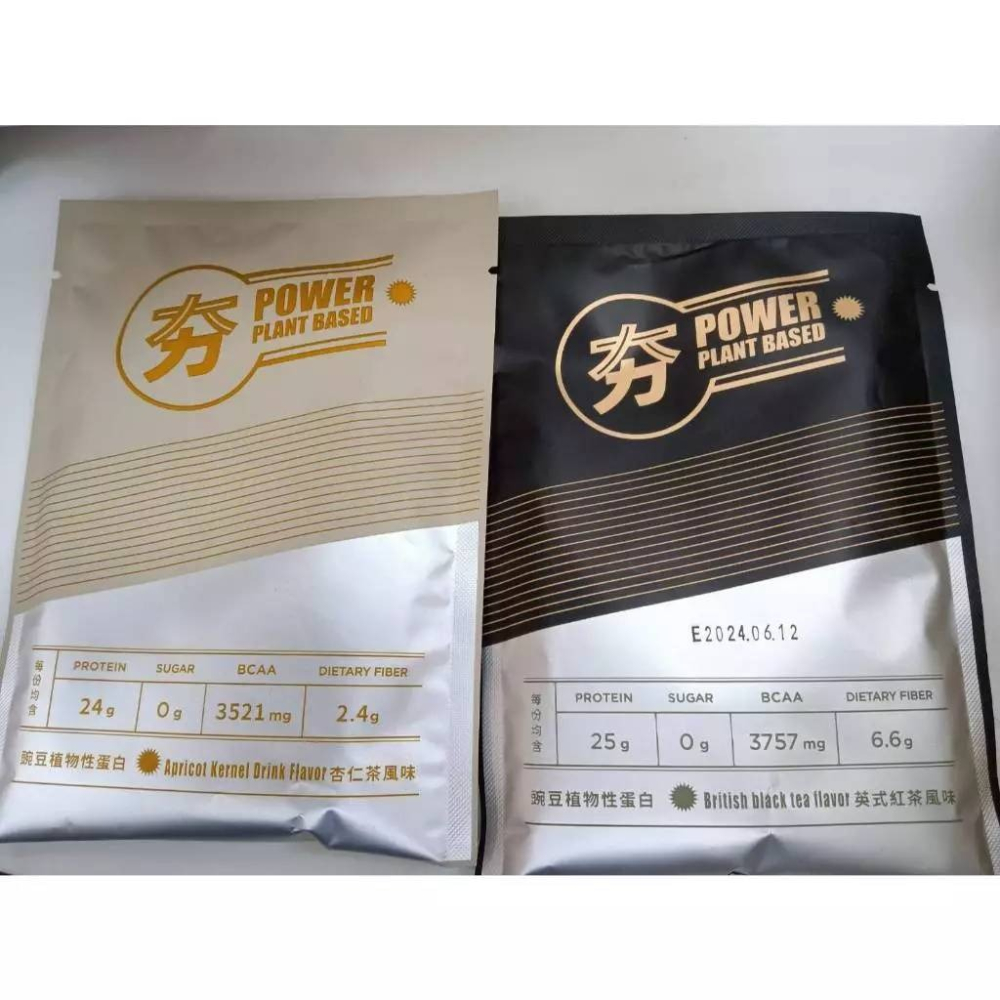 夯
POWER
PLANT BASED
每份均含
PROTEIN SUGAR BCAA DIETARY FIBER
24g 0g 3521mg 2.4g
豌豆植物性蛋白 Apricot Kernel Drink Flavor 杏仁茶風味
夯
POWER
PLANT BASED
E2024.06.12
每份均含
PROTEIN SUGAR BCAA DIETARY FIBER
25g 0g 3757mg 6.6g
豌豆植物性蛋白 British black tea flavor 英式紅茶風味